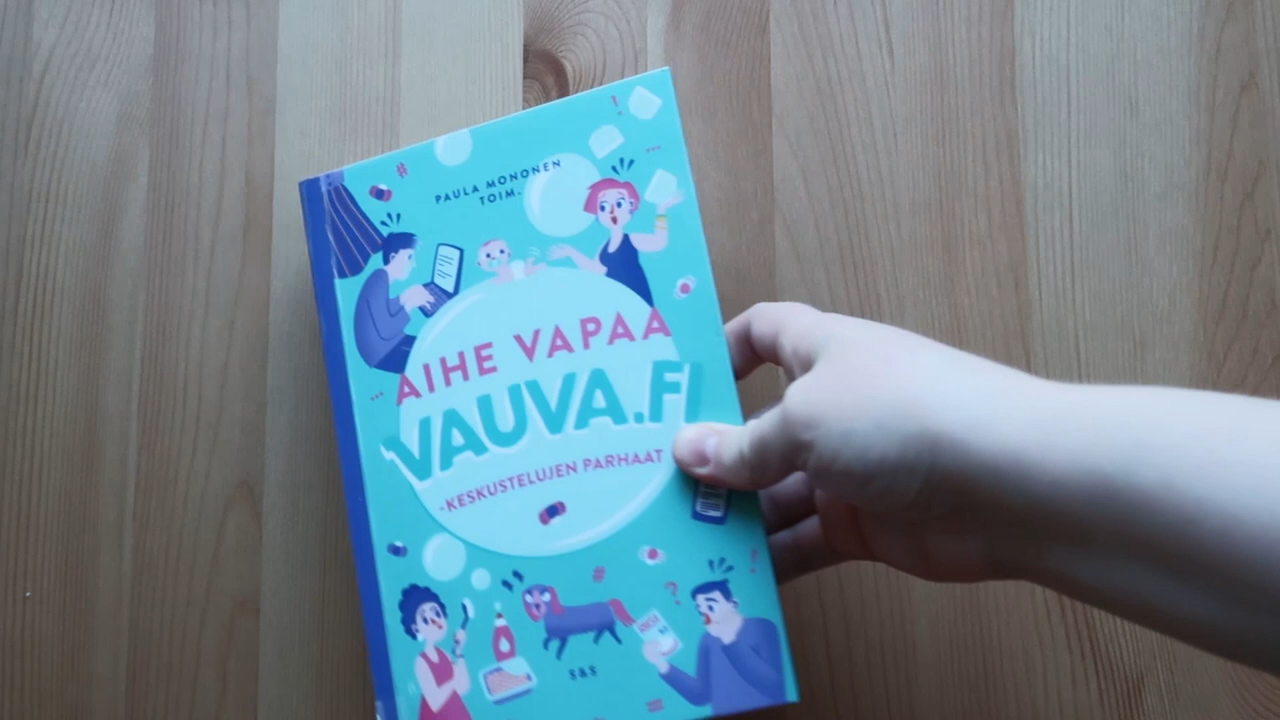 PAULA MONONEN
TOIM.
AIHE VAPAA
VAUVA.FI
-KESKUSTELUJEN PARHAAT
S&S